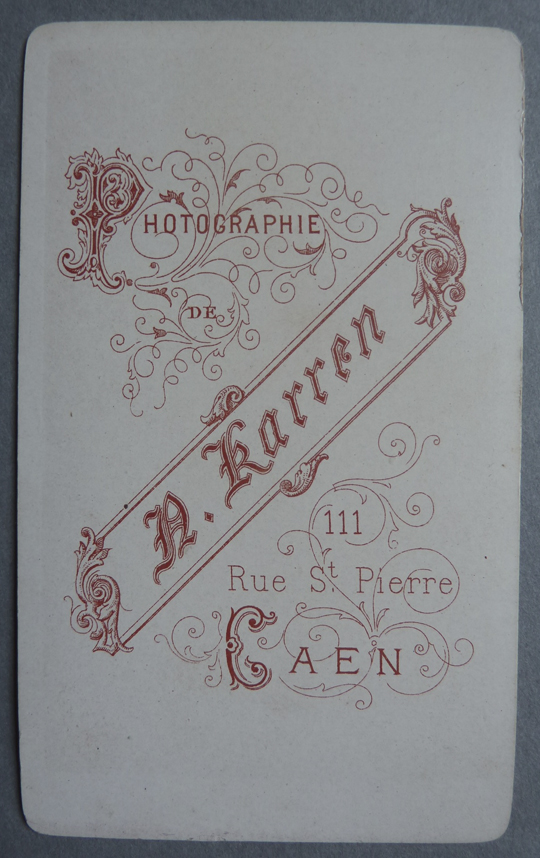 PHOTOGRAPHIE
DE
N. Karren
111
Rue St Pierre
CAEN